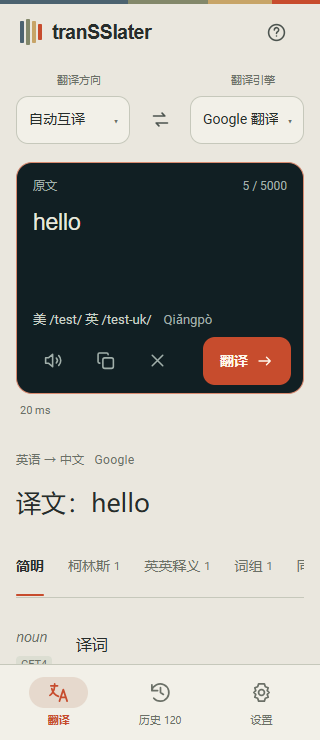 tranSSlater
翻译方向 翻译引擎
自动互译 Google 翻译
原文 5 / 5000
hello
美 /test/ 英 /test-uk/ Qiǎngpò
翻译 →
20 ms
英语 → 中文 Google
译文：hello
简明 柯林斯 1 英英释义 1 词组 1
noun 译词
CET4
翻译 历史 120 设置